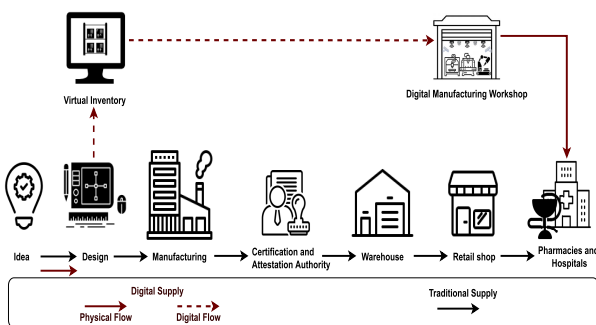 Virtual Inventory
Digital Manufacturing Workshop
Idea
Design
Manufacturing
Certification and
Attestation Authority
Warehouse
Retail shop
Pharmacies and
Hospitals
Digital Supply
Traditional Supply
Physical Flow
Digital Flow